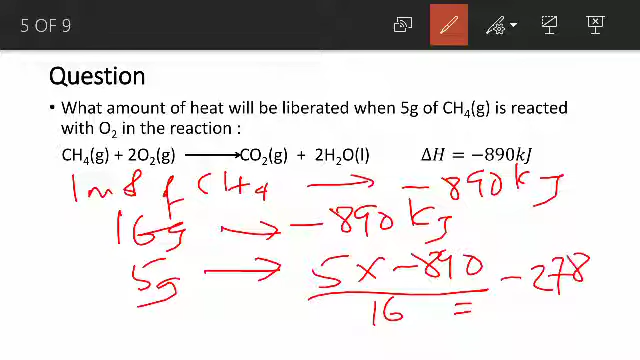 5 OF 9
Question
• What amount of heat will be liberated when 5g of CH₄(g) is reacted
with O₂ in the reaction :
CH₄(g) + 2O₂(g) ⟶ CO₂(g) + 2H₂O(l) ΔH = −890kJ
1 mol of CH4 → - 890 kJ
16g → - 890 kJ
5g → 5 x - 890 / 16 = - 278